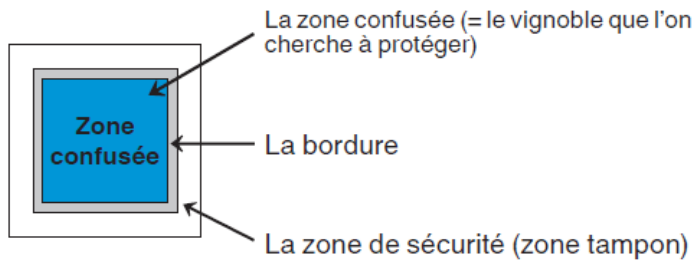 La zone confusée (= le vignoble que l'on
cherche à protéger)
Zone
confusée
La bordure
La zone de sécurité (zone tampon)